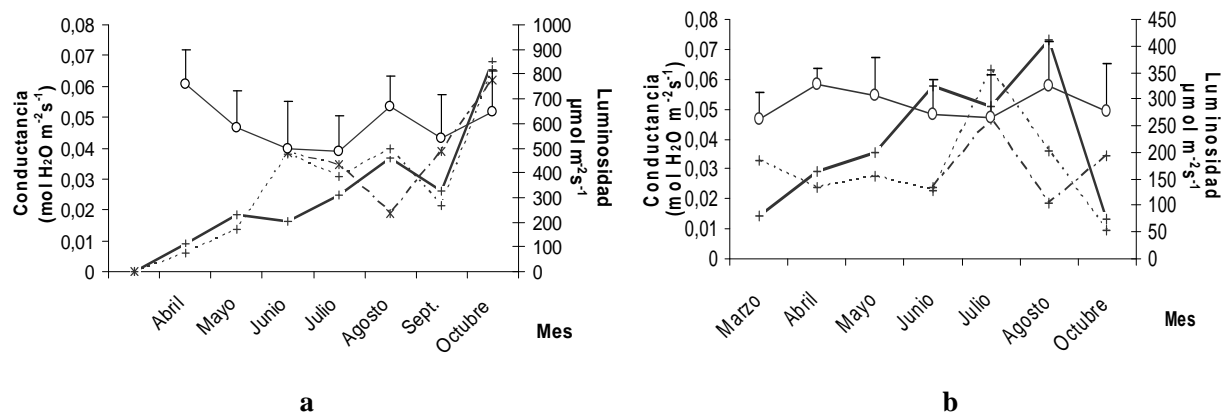 Conductancia
(mol H₂O m⁻²s⁻¹)
0,08
0,07
0,06
0,05
0,04
0,03
0,02
0,01
0
1000
900
800
700
600
500
400
300
200
100
0
Luminosidad
µmol m⁻²s⁻¹
Abril
Mayo
Junio
Julio
Agosto
Sept.
Octubre
Mes
a
Conductancia
(mol H₂O m⁻²s⁻¹)
0,08
0,07
0,06
0,05
0,04
0,03
0,02
0,01
0
450
400
350
300
250
200
150
100
50
0
Luminosidad
µmol m⁻²s⁻¹
Marzo
Abril
Mayo
Junio
Julio
Agosto
Octubre
Mes
b